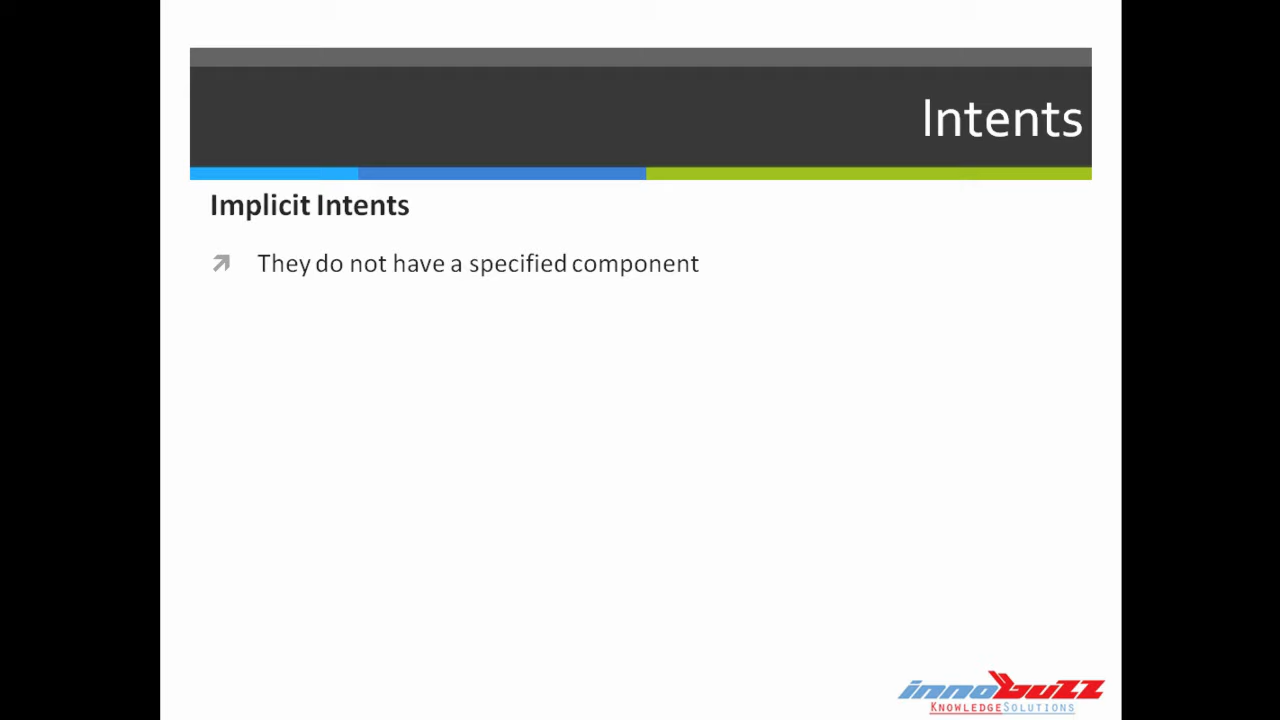 Intents
Implicit Intents
They do not have a specified component
innobuzz
KNOWLEDGESOLUTIONS